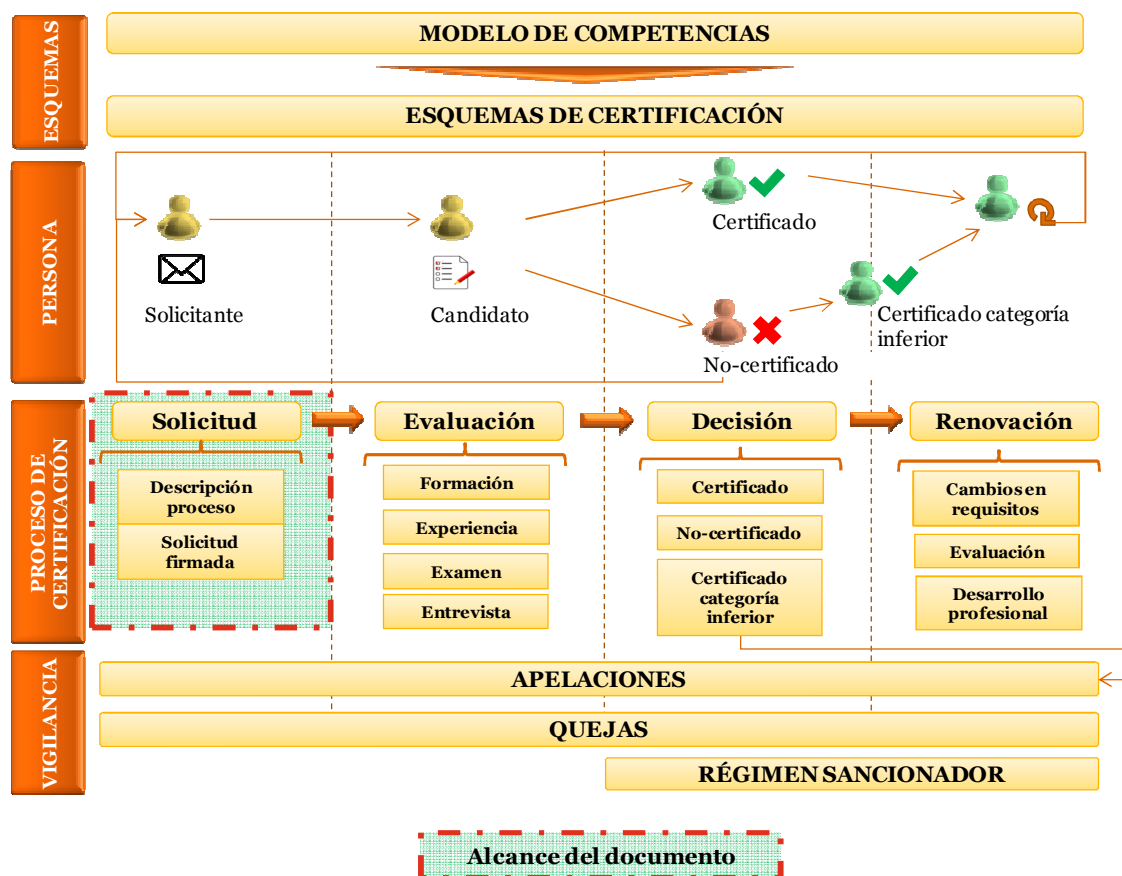 ESQUEMAS
MODELO DE COMPETENCIAS
ESQUEMAS DE CERTIFICACIÓN
PERSONA
Solicitante
Candidato
Certificado
No-certificado
Certificado categoría
inferior
PROCESO DE
CERTIFICACIÓN
Solicitud
Descripción
proceso
Solicitud
firmada
Evaluación
Formación
Experiencia
Examen
Entrevista
Decisión
Certificado
No-certificado
Certificado
categoría
inferior
Renovación
Cambios en
requisitos
Evaluación
Desarrollo
profesional
VIGILANCIA
APELACIONES
QUEJAS
RÉGIMEN SANCIONADOR
Alcance del documento